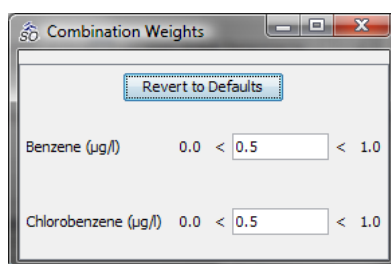 Combination Weights
Revert to Defaults
Benzene (µg/l) 0.0 < 0.5 < 1.0
Chlorobenzene (µg/l) 0.0 < 0.5 < 1.0